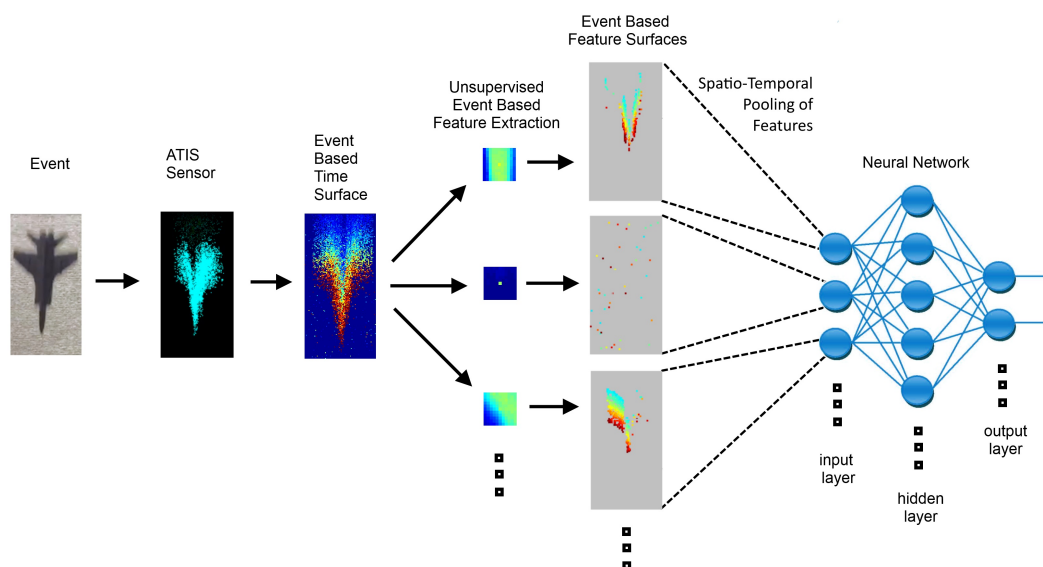 Event
ATIS
Sensor
Event
Based
Time
Surface
Unsupervised
Event Based
Feature Extraction
Event Based
Feature Surfaces
Spatio-Temporal
Pooling of
Features
Neural Network
input
layer
hidden
layer
output
layer